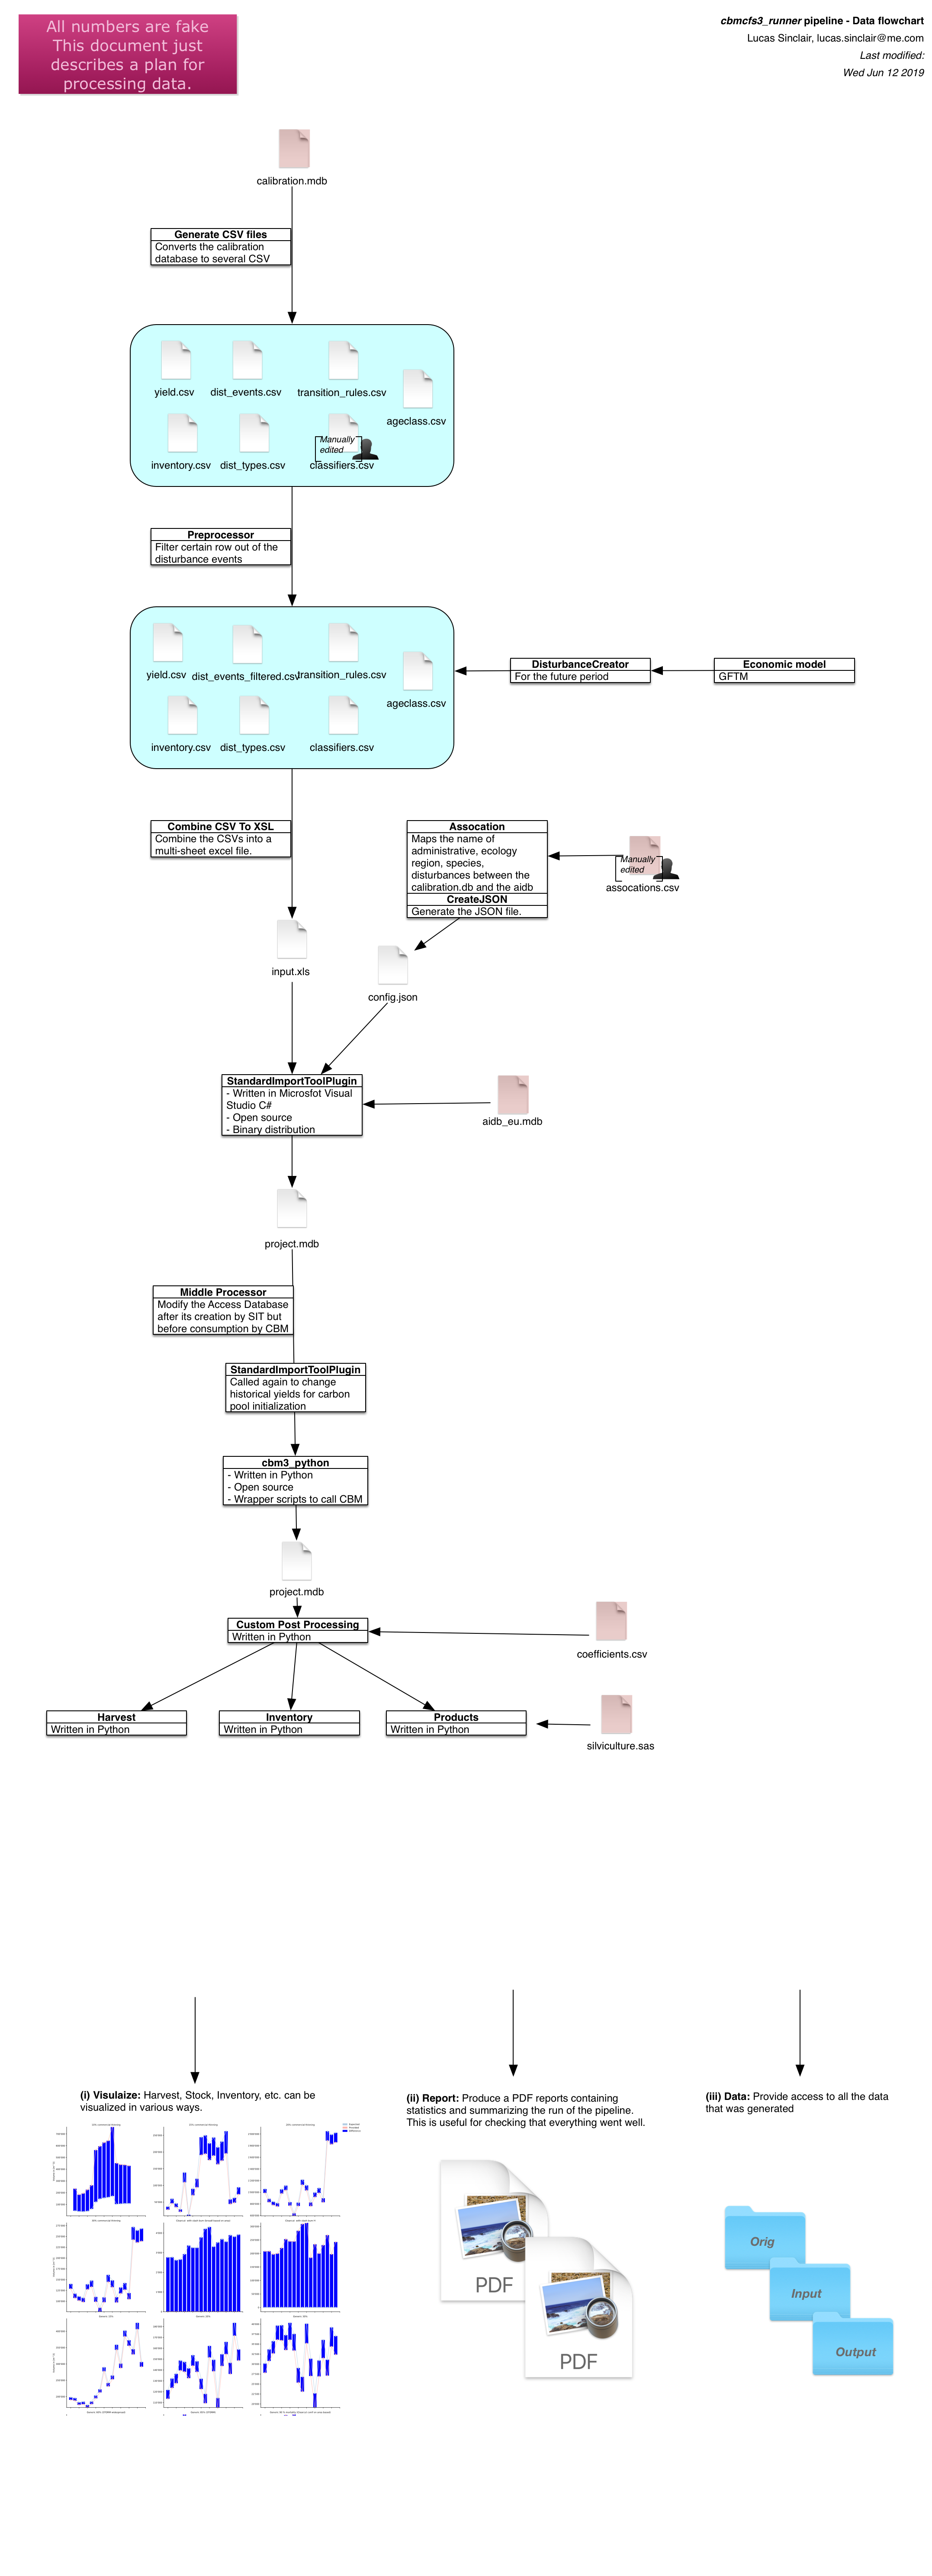 All numbers are fake
This document just
describes a plan for
processing data.
cbmcfs3_runner pipeline - Data flowchart
Lucas Sinclair, lucas.sinclair@me.com
Last modified:
Wed Jun 12 2019
calibration.mdb
Generate CSV files
Converts the calibration
database to several CSV
yield.csv
dist_events.csv
transition_rules.csv
ageclass.csv
inventory.csv
dist_types.csv
Manually
edited
classifiers.csv
Preprocessor
Filter certain row out of the
disturbance events
yield.csv
dist_events_filtered.csv
transition_rules.csv
ageclass.csv
inventory.csv
dist_types.csv
classifiers.csv
DisturbanceCreator
For the future period
Economic model
GFTM
Combine CSV To XSL
Combine the CSVs into a
multi-sheet excel file.
Assocation
Maps the name of
administrative, ecology
region, species,
disturbances between the
calibration.db and the aidb
CreateJSON
Generate the JSON file.
Manually
edited
assocations.csv
input.xls
config.json
StandardImportToolPlugin
- Written in Microsfot Visual
Studio C#
- Open source
- Binary distribution
aidb_eu.mdb
project.mdb
Middle Processor
Modify the Access Database
after its creation by SIT but
before consumption by CBM
StandardImportToolPlugin
Called again to change
historical yields for carbon
pool initialization
cbm3_python
- Written in Python
- Open source
- Wrapper scripts to call CBM
project.mdb
Custom Post Processing
Written in Python
coefficients.csv
Harvest
Written in Python
Inventory
Written in Python
Products
Written in Python
silviculture.sas
(i) Visulaize: Harvest, Stock, Inventory, etc. can be
visualized in various ways.
(ii) Report: Produce a PDF reports containing
statistics and summarizing the run of the pipeline.
This is useful for checking that everything went well.
(iii) Data: Provide access to all the data
that was generated
PDF
PDF
Orig
Input
Output